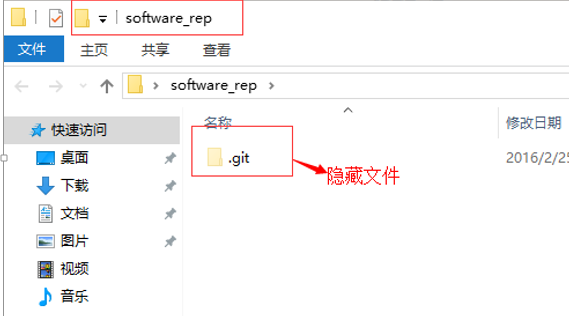 software_rep
文件 主页 共享 查看
software_rep
名称 修改日期
快速访问
.git 2016/2/25
隐藏文件
桌面
下载
文档
图片
视频
音乐